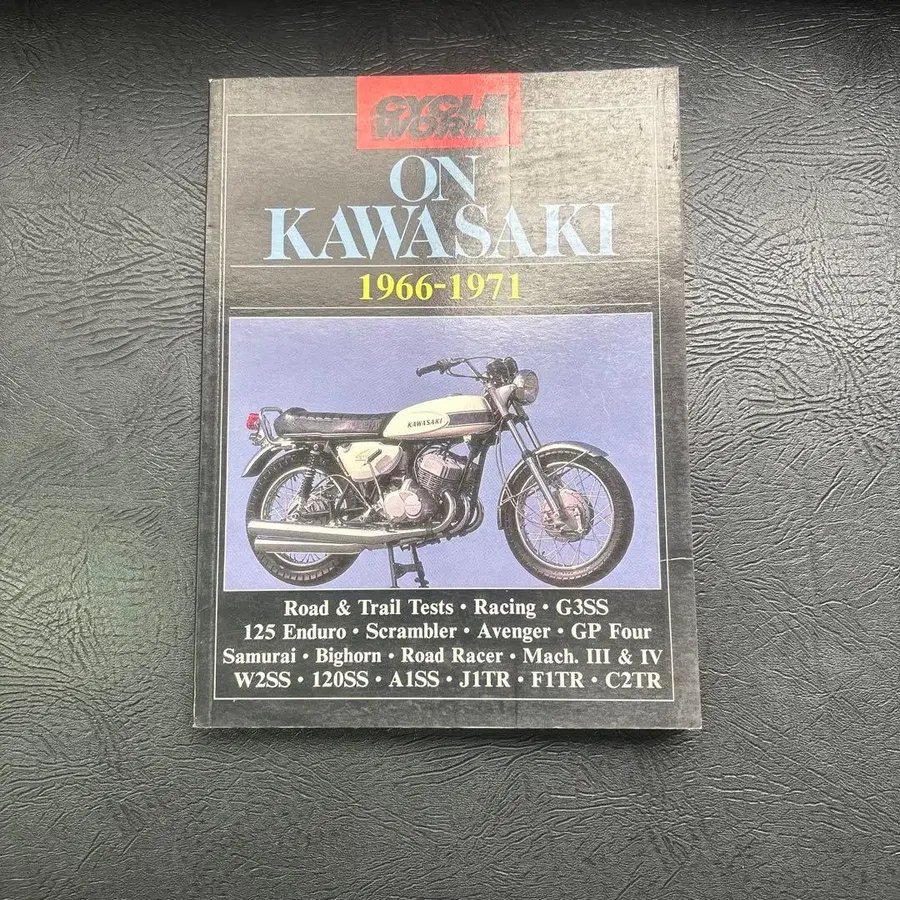 CYCLE
WORLD
ON
KAWASAKI
1966-1971
KAWASAKI
Road & Trail Tests • Racing • G3SS
125 Enduro • Scrambler • Avenger • GP Four
Samurai • Bighorn • Road Racer • Mach. III & IV
W2SS • 120SS • A1SS • J1TR • F1TR • C2TR